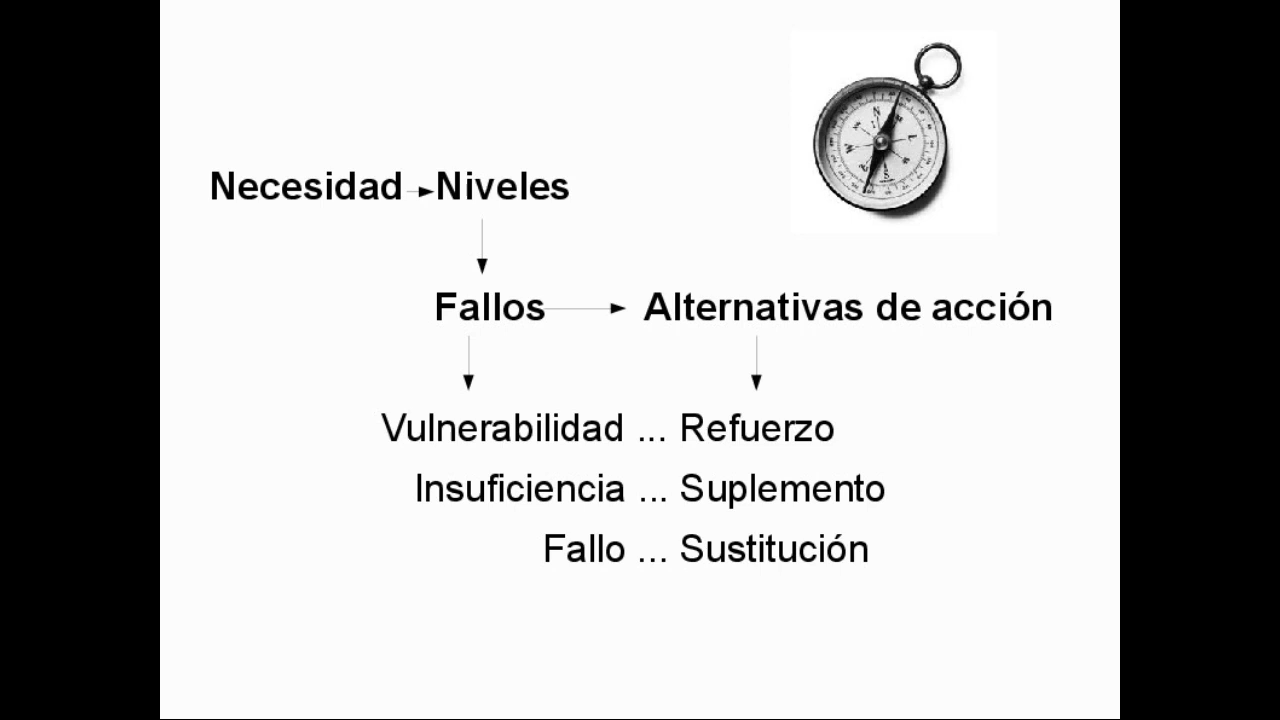 Necesidad Niveles
Fallos Alternativas de acción
Vulnerabilidad ... Refuerzo
Insuficiencia ... Suplemento
Fallo ... Sustitución
N
W
L
S